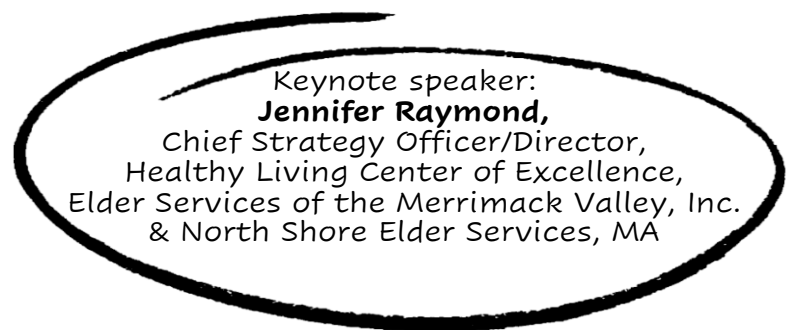 Keynote speaker:
Jennifer Raymond,
Chief Strategy Officer/Director,
Healthy Living Center of Excellence,
Elder Services of the Merrimack Valley, Inc.
& North Shore Elder Services, MA